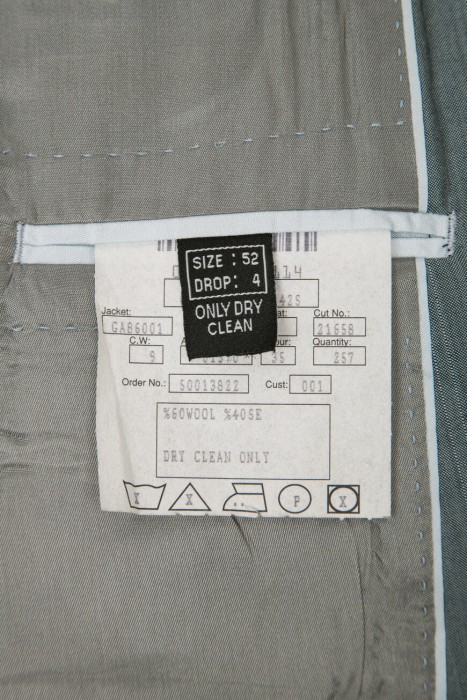 SIZE : 52
DROP: 4
ONLY DRY
CLEAN
Jacket:
GA86001
Cut No.:
21658
C.W:
9
35
Quantity:
257
Order No.: 50013822 Cust: 001
%60WOOL %40SE
DRY CLEAN ONLY
X P X